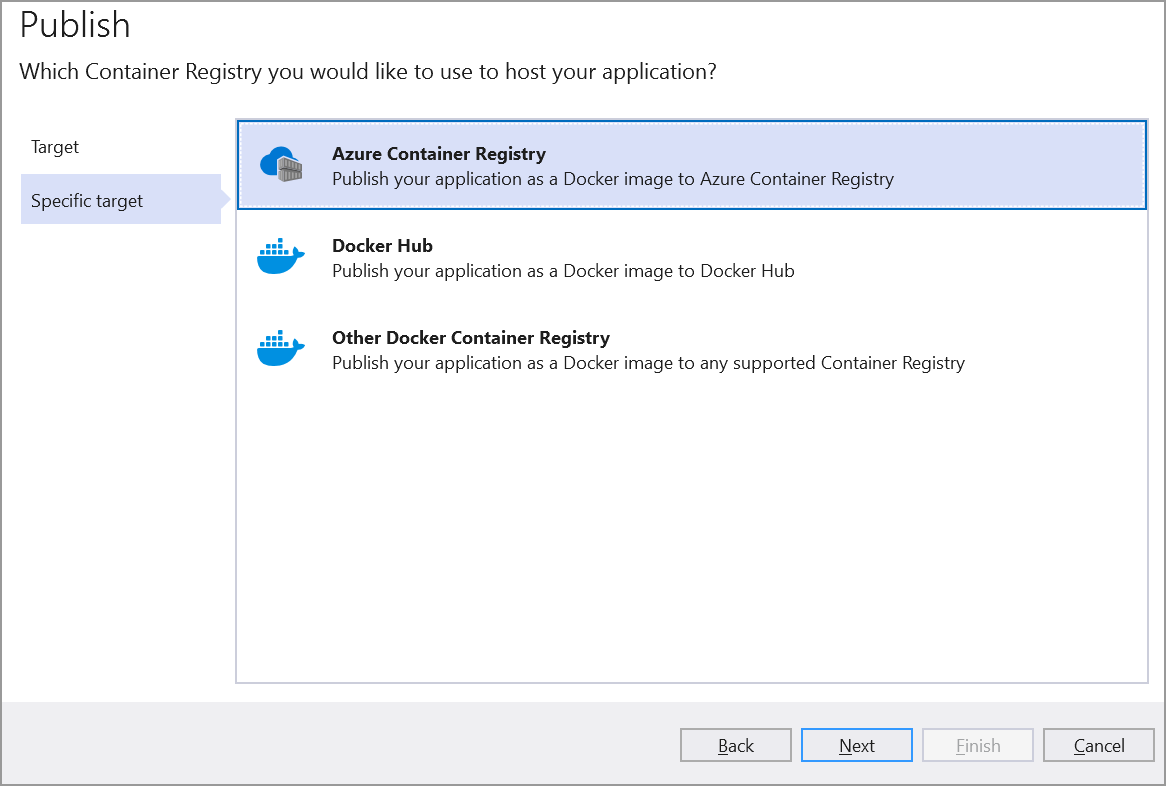 Publish
Which Container Registry you would like to use to host your application?
Target
Specific target
Azure Container Registry
Publish your application as a Docker image to Azure Container Registry
Docker Hub
Publish your application as a Docker image to Docker Hub
Other Docker Container Registry
Publish your application as a Docker image to any supported Container Registry
Back
Next
Finish
Cancel